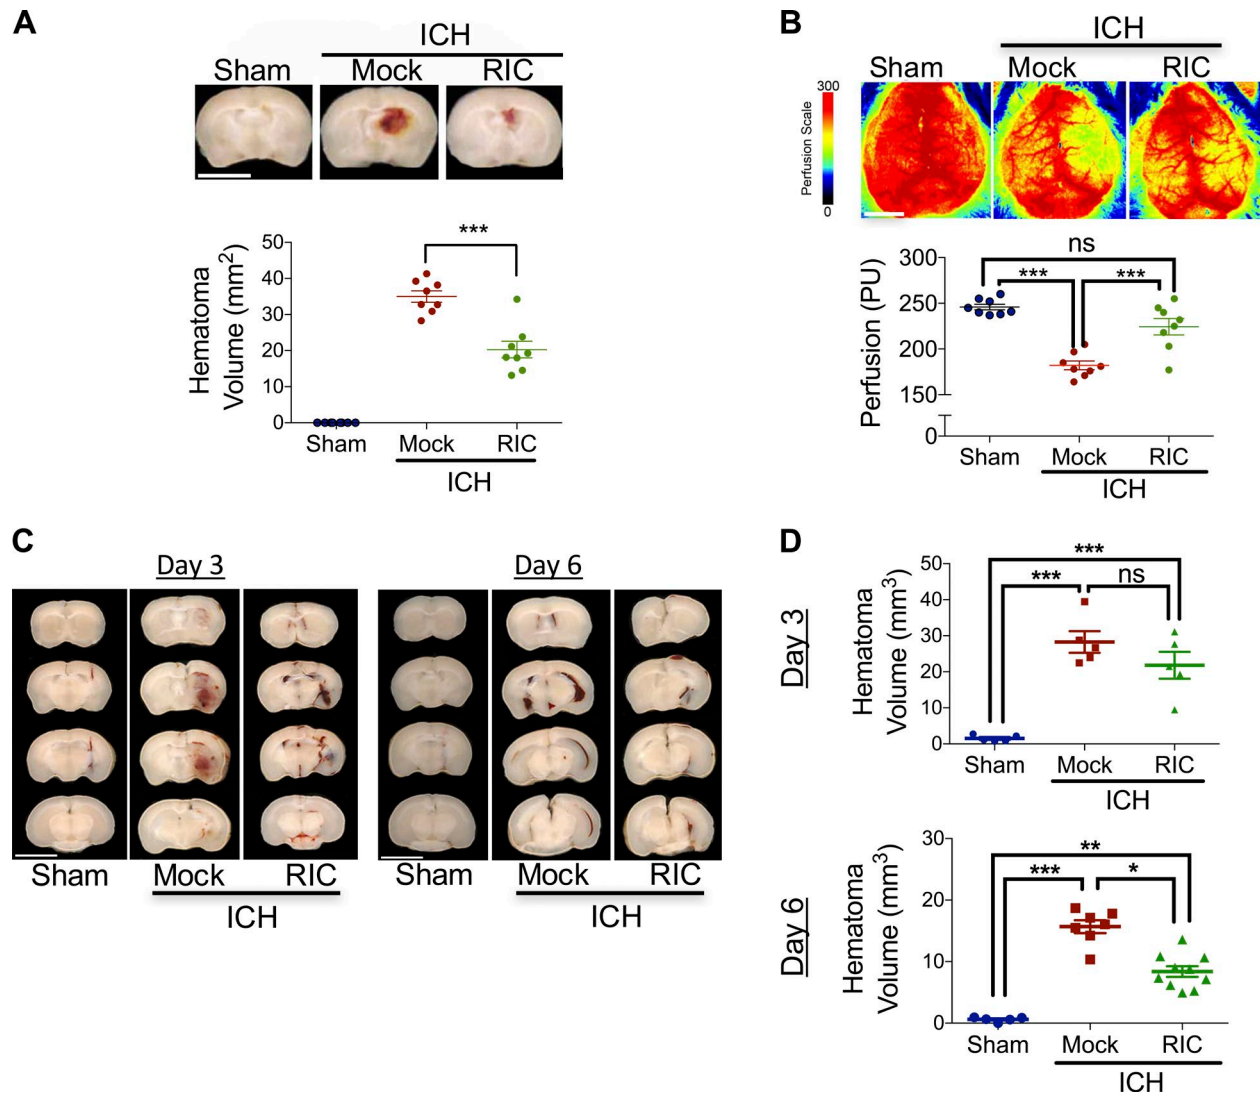 A
ICH
Sham Mock RIC
Hematoma
Volume (mm²)
50
40
30
20
10
0
***
Sham Mock RIC
ICH
B
ICH
Sham Mock RIC
Perfusion Scale
300
0
Perfusion (PU)
300
250
200
150
0
ns
*** ***
Sham Mock RIC
ICH
C
Day 3 Day 6
Sham Mock RIC Sham Mock RIC
ICH ICH
D
Day 3
Hematoma
Volume (mm³)
50
40
30
20
10
0
***
*** ns
Sham Mock RIC
ICH
Day 6
Hematoma
Volume (mm³)
30
20
10
0
**
*** *
Sham Mock RIC
ICH